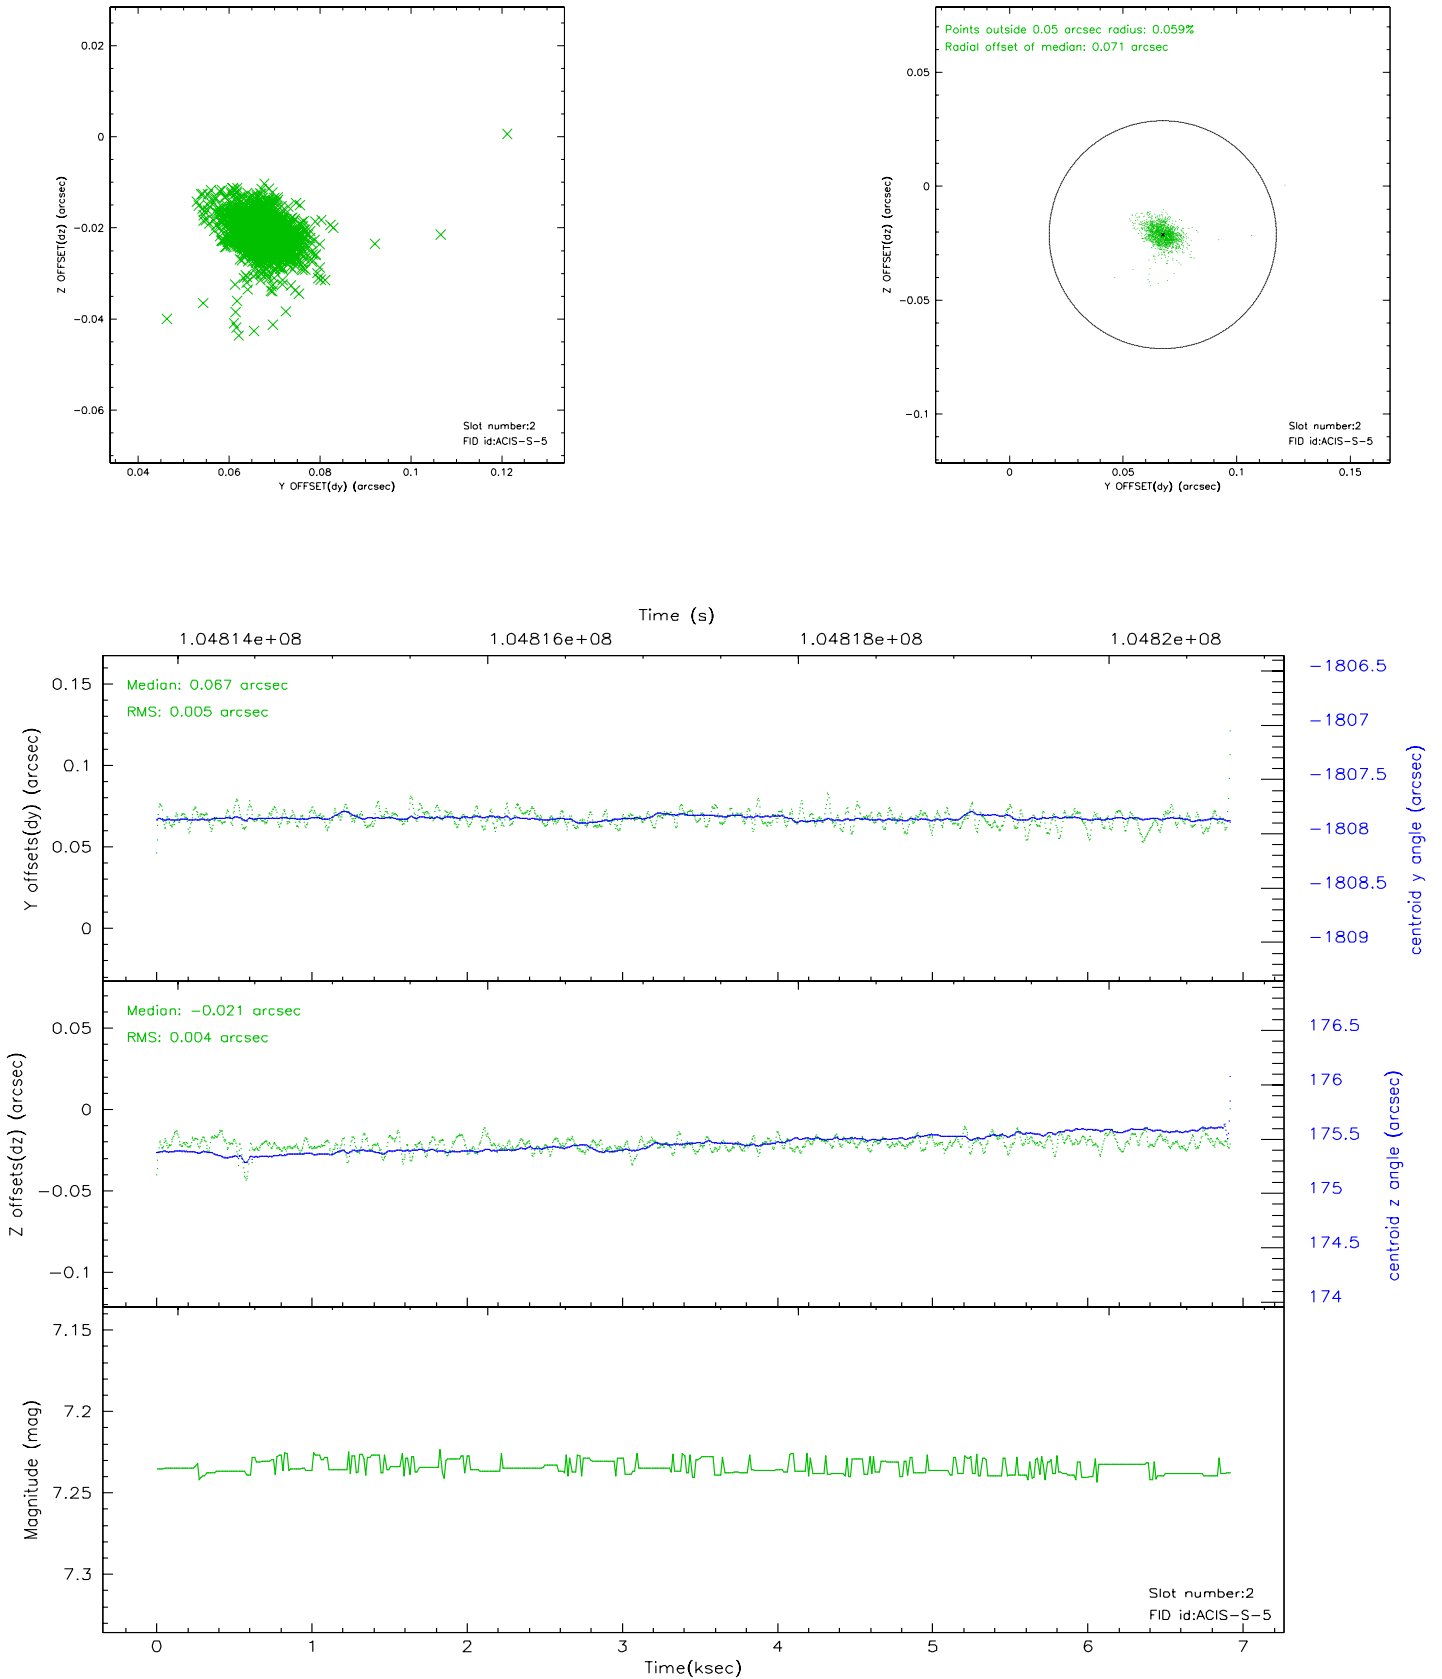 0.02
0
−0.02
−0.04
−0.06
Z OFFSET(dz) (arcsec)
Slot number:2
FID id:ACIS−S−5
0.04 0.06 0.08 0.1 0.12
Y OFFSET(dy) (arcsec)
Points outside 0.05 arcsec radius: 0.059%
Radial offset of median: 0.071 arcsec
0.05
0
−0.05
−0.1
Z OFFSET(dz) (arcsec)
Slot number:2
FID id:ACIS−S−5
0 0.05 0.1 0.15
Y OFFSET(dy) (arcsec)
Time (s)
1.04814e+08 1.04816e+08 1.04818e+08 1.0482e+08
Median: 0.067 arcsec
RMS: 0.005 arcsec
0.15
0.1
0.05
0
Y offsets(dy) (arcsec)
−1806.5
−1807
−1807.5
−1808
−1808.5
−1809
centroid y angle (arcsec)
Median: −0.021 arcsec
RMS: 0.004 arcsec
0.05
0
−0.05
−0.1
Z offsets(dz) (arcsec)
176.5
176
175.5
175
174.5
174
centroid z angle (arcsec)
7.15
7.2
7.25
7.3
Magnitude (mag)
Slot number:2
FID id:ACIS−S−5
0 1 2 3 4 5 6 7
Time(ksec)